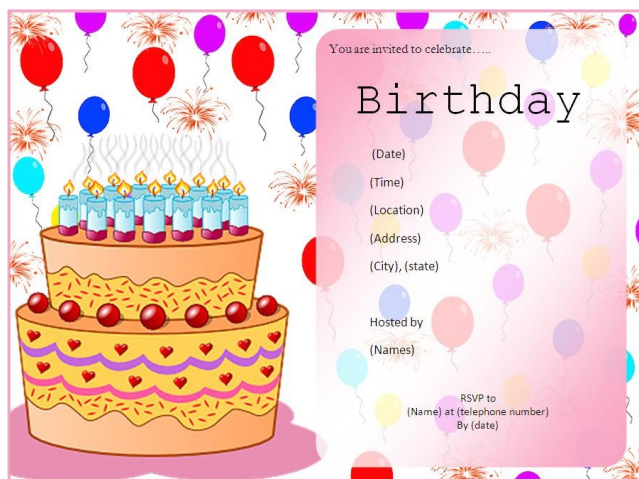 You are invited to celebrate…..
Birthday
(Date)
(Time)
(Location)
(Address)
(City), (state)
Hosted by
(Names)
RSVP to
(Name) at (telephone number)
By (date)